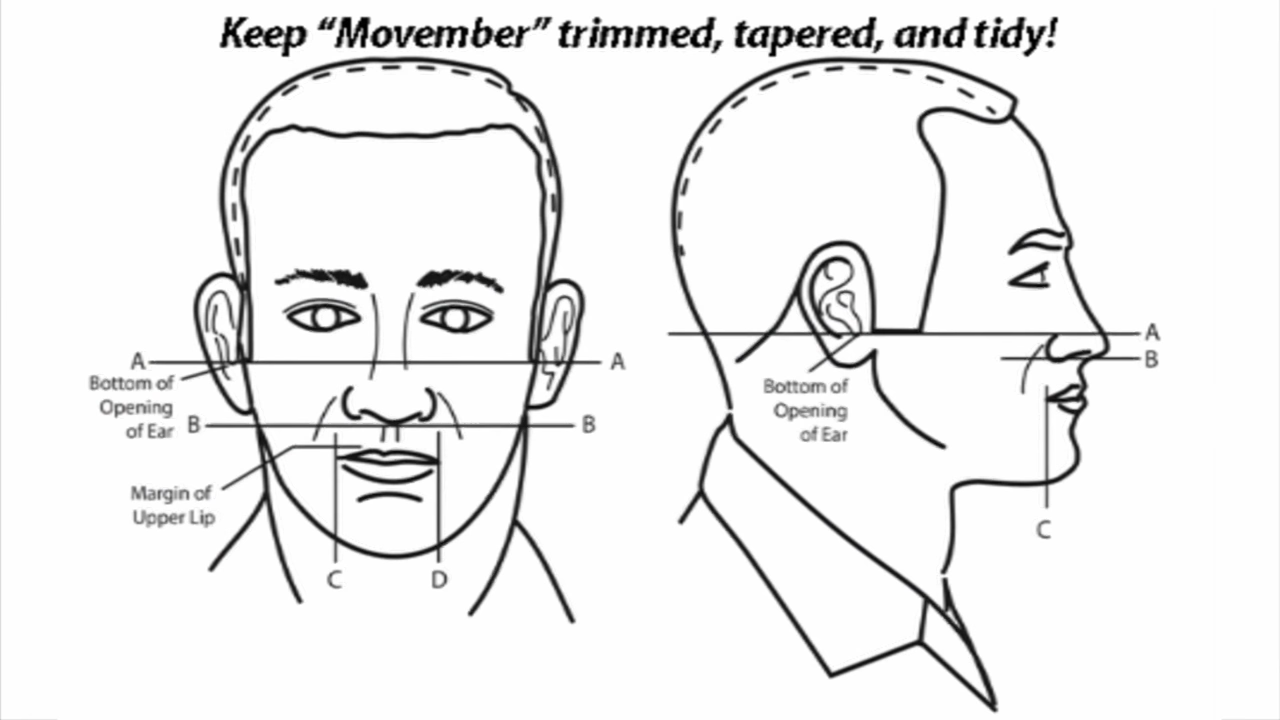 Keep “Movember” trimmed, tapered, and tidy!
A
A
Bottom of
Opening
of Ear
B
B
Margin of
Upper Lip
C
D
A
B
Bottom of
Opening
of Ear
C